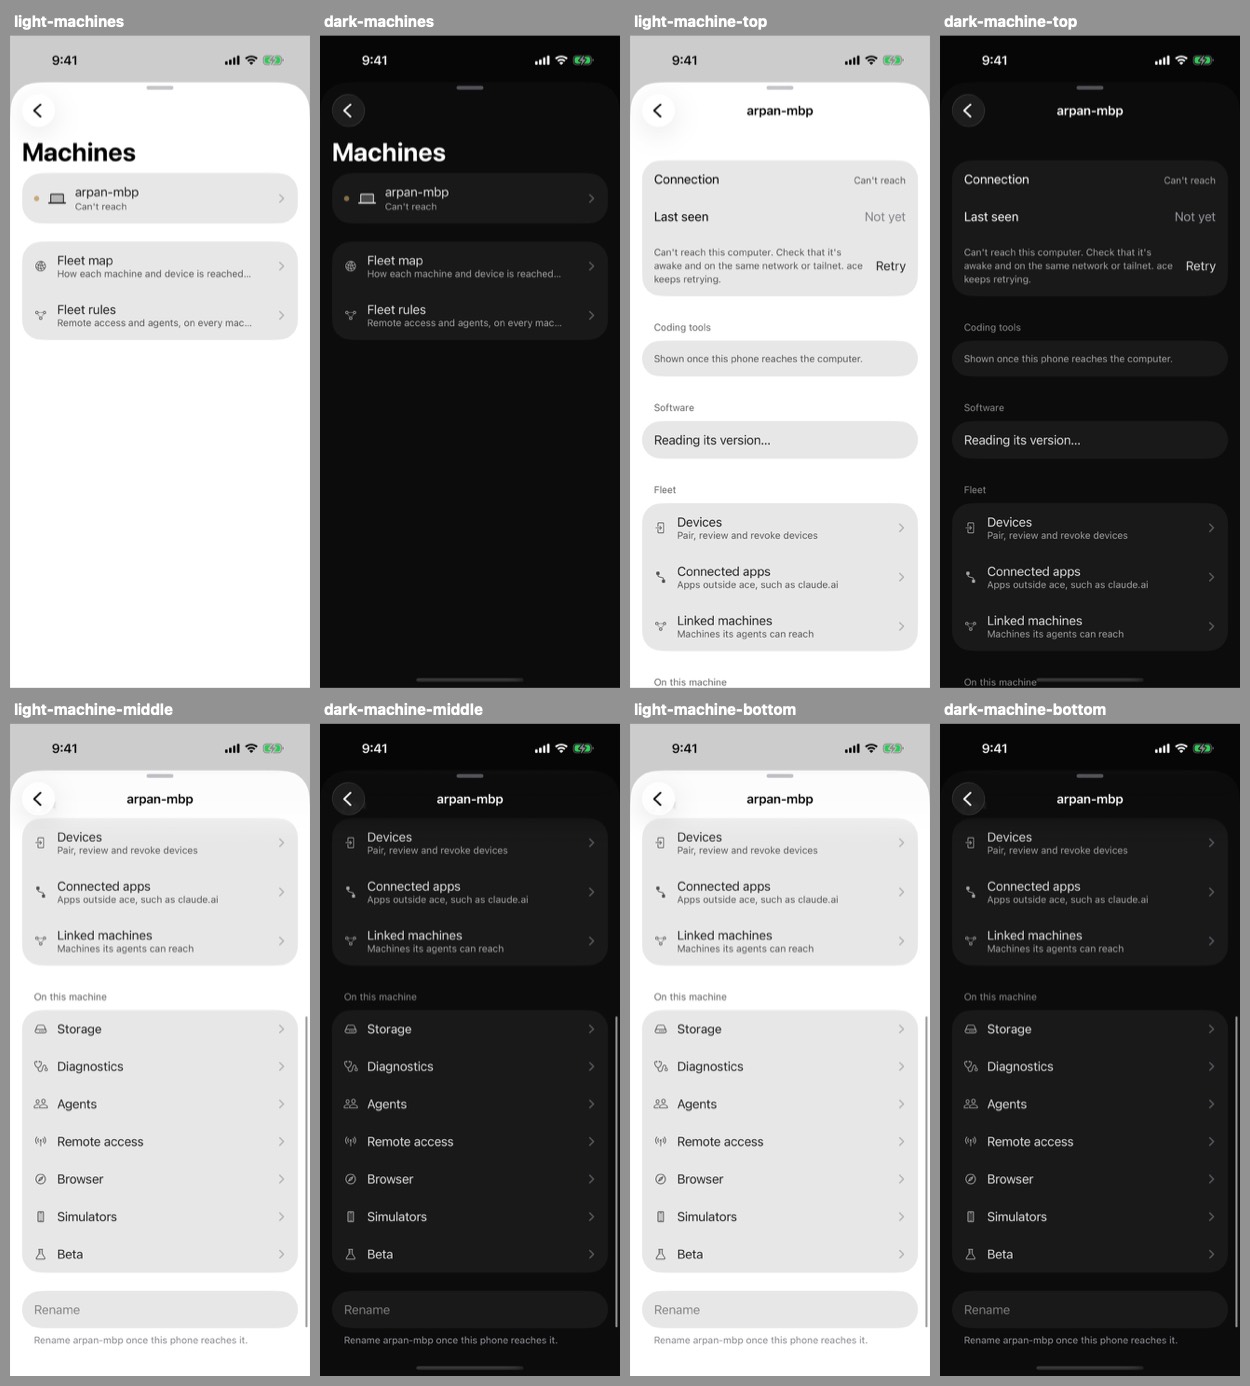 light-machines
9:41
Machines
arpan-mbp
Can't reach
Fleet map
How each machine and device is reached...
Fleet rules
Remote access and agents, on every mac...
dark-machines
9:41
Machines
arpan-mbp
Can't reach
Fleet map
How each machine and device is reached...
Fleet rules
Remote access and agents, on every mac...
light-machine-top
9:41
arpan-mbp
Connection
Can't reach
Last seen
Not yet
Can't reach this computer. Check that it's
awake and on the same network or tailnet. ace
keeps retrying.
Retry
Coding tools
Shown once this phone reaches the computer.
Software
Reading its version...
Fleet
Devices
Pair, review and revoke devices
Connected apps
Apps outside ace, such as claude.ai
Linked machines
Machines its agents can reach
On this machine
dark-machine-top
9:41
arpan-mbp
Connection
Can't reach
Last seen
Not yet
Can't reach this computer. Check that it's
awake and on the same network or tailnet. ace
keeps retrying.
Retry
Coding tools
Shown once this phone reaches the computer.
Software
Reading its version...
Fleet
Devices
Pair, review and revoke devices
Connected apps
Apps outside ace, such as claude.ai
Linked machines
Machines its agents can reach
On this machine
light-machine-middle
9:41
arpan-mbp
Devices
Pair, review and revoke devices
Connected apps
Apps outside ace, such as claude.ai
Linked machines
Machines its agents can reach
On this machine
Storage
Diagnostics
Agents
Remote access
Browser
Simulators
Beta
Rename
Rename arpan-mbp once this phone reaches it.
dark-machine-middle
9:41
arpan-mbp
Devices
Pair, review and revoke devices
Connected apps
Apps outside ace, such as claude.ai
Linked machines
Machines its agents can reach
On this machine
Storage
Diagnostics
Agents
Remote access
Browser
Simulators
Beta
Rename
Rename arpan-mbp once this phone reaches it.
light-machine-bottom
9:41
arpan-mbp
Devices
Pair, review and revoke devices
Connected apps
Apps outside ace, such as claude.ai
Linked machines
Machines its agents can reach
On this machine
Storage
Diagnostics
Agents
Remote access
Browser
Simulators
Beta
Rename
Rename arpan-mbp once this phone reaches it.
dark-machine-bottom
9:41
arpan-mbp
Devices
Pair, review and revoke devices
Connected apps
Apps outside ace, such as claude.ai
Linked machines
Machines its agents can reach
On this machine
Storage
Diagnostics
Agents
Remote access
Browser
Simulators
Beta
Rename
Rename arpan-mbp once this phone reaches it.